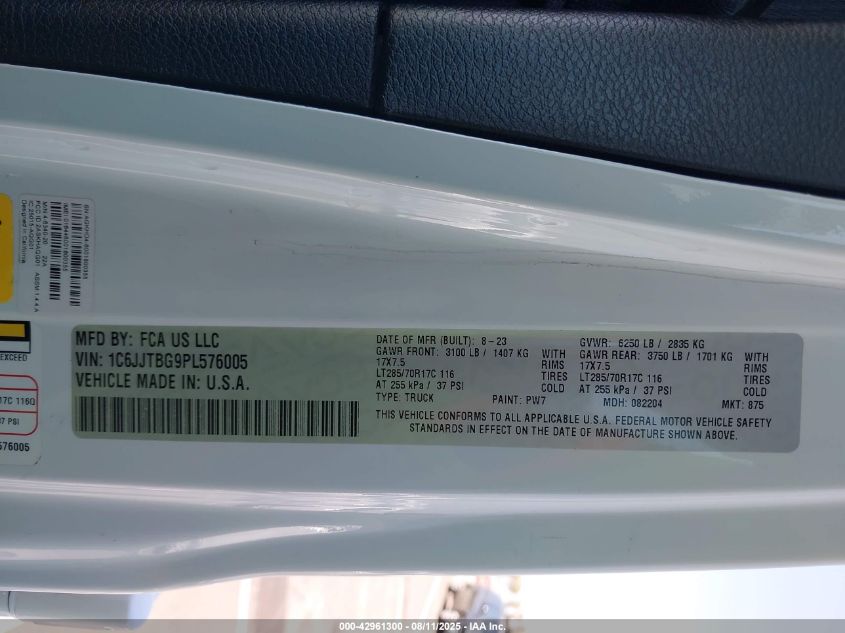 MFD BY: FCA US LLC
VIN: 1C6JJTBG9PL576005
VEHICLE MADE IN: U.S.A.
DATE OF MFR (BUILT): 8-23
GAWR FRONT: 3100 LB / 1407 KG WITH
17X7.5 RIMS
LT285/70R17C 116 TIRES
AT 255 kPa / 37 PSI COLD
TYPE: TRUCK
PAINT: PW7
GVWR: 6250 LB / 2835 KG
GAWR REAR: 3750 LB / 1701 KG WITH
17X7.5 RIMS
LT285/70R17C 116 TIRES
AT 255 kPa / 37 PSI COLD
MDH: 082204
MKT: 875
THIS VEHICLE CONFORMS TO ALL APPLICABLE U.S.A. FEDERAL MOTOR VEHICLE SAFETY
STANDARDS IN EFFECT ON THE DATE OF MANUFACTURE SHOWN ABOVE.
EXCEED
17C 116Q
37 PSI
576005
Designed in California
000-42961300 - 08/11/2025 - IAA Inc.